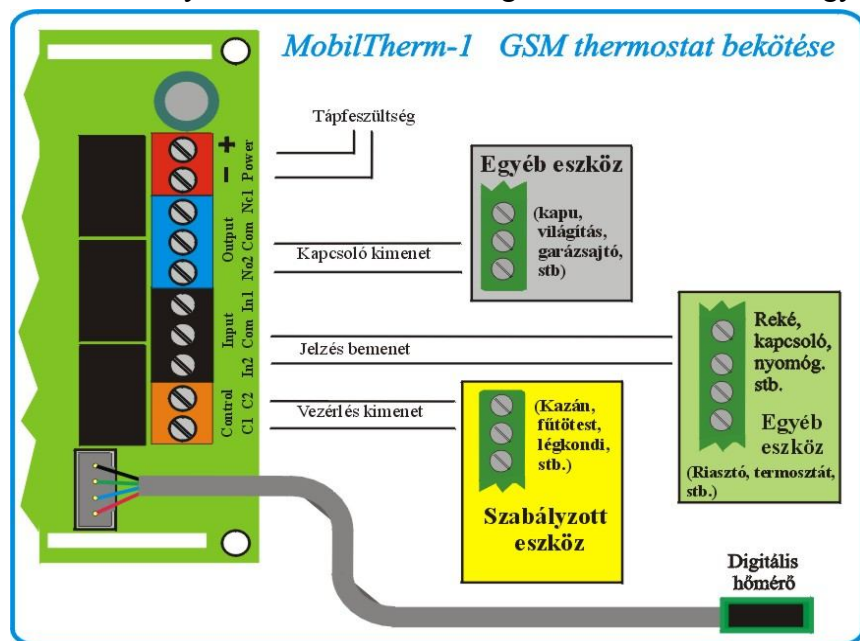 MobilTherm-1 GSM thermostat bekötése
Tápfeszültség
+
−
Power
Output
Nc1
Com
No2
Input
In1
Com
In2
Control
C2
C1
Kapcsoló kimenet
Jelzés bemenet
Vezérlés kimenet
Egyéb eszköz
(kapu,
világítás,
garázsajtó,
stb)
Reké,
kapcsoló,
nyomóg.
stb.
Egyéb
eszköz
(Riasztó, termosztát,
stb.)
(Kazán,
fűtötest,
légkondi,
stb.)
Szabályzott
eszköz
Digitális
hőmérő